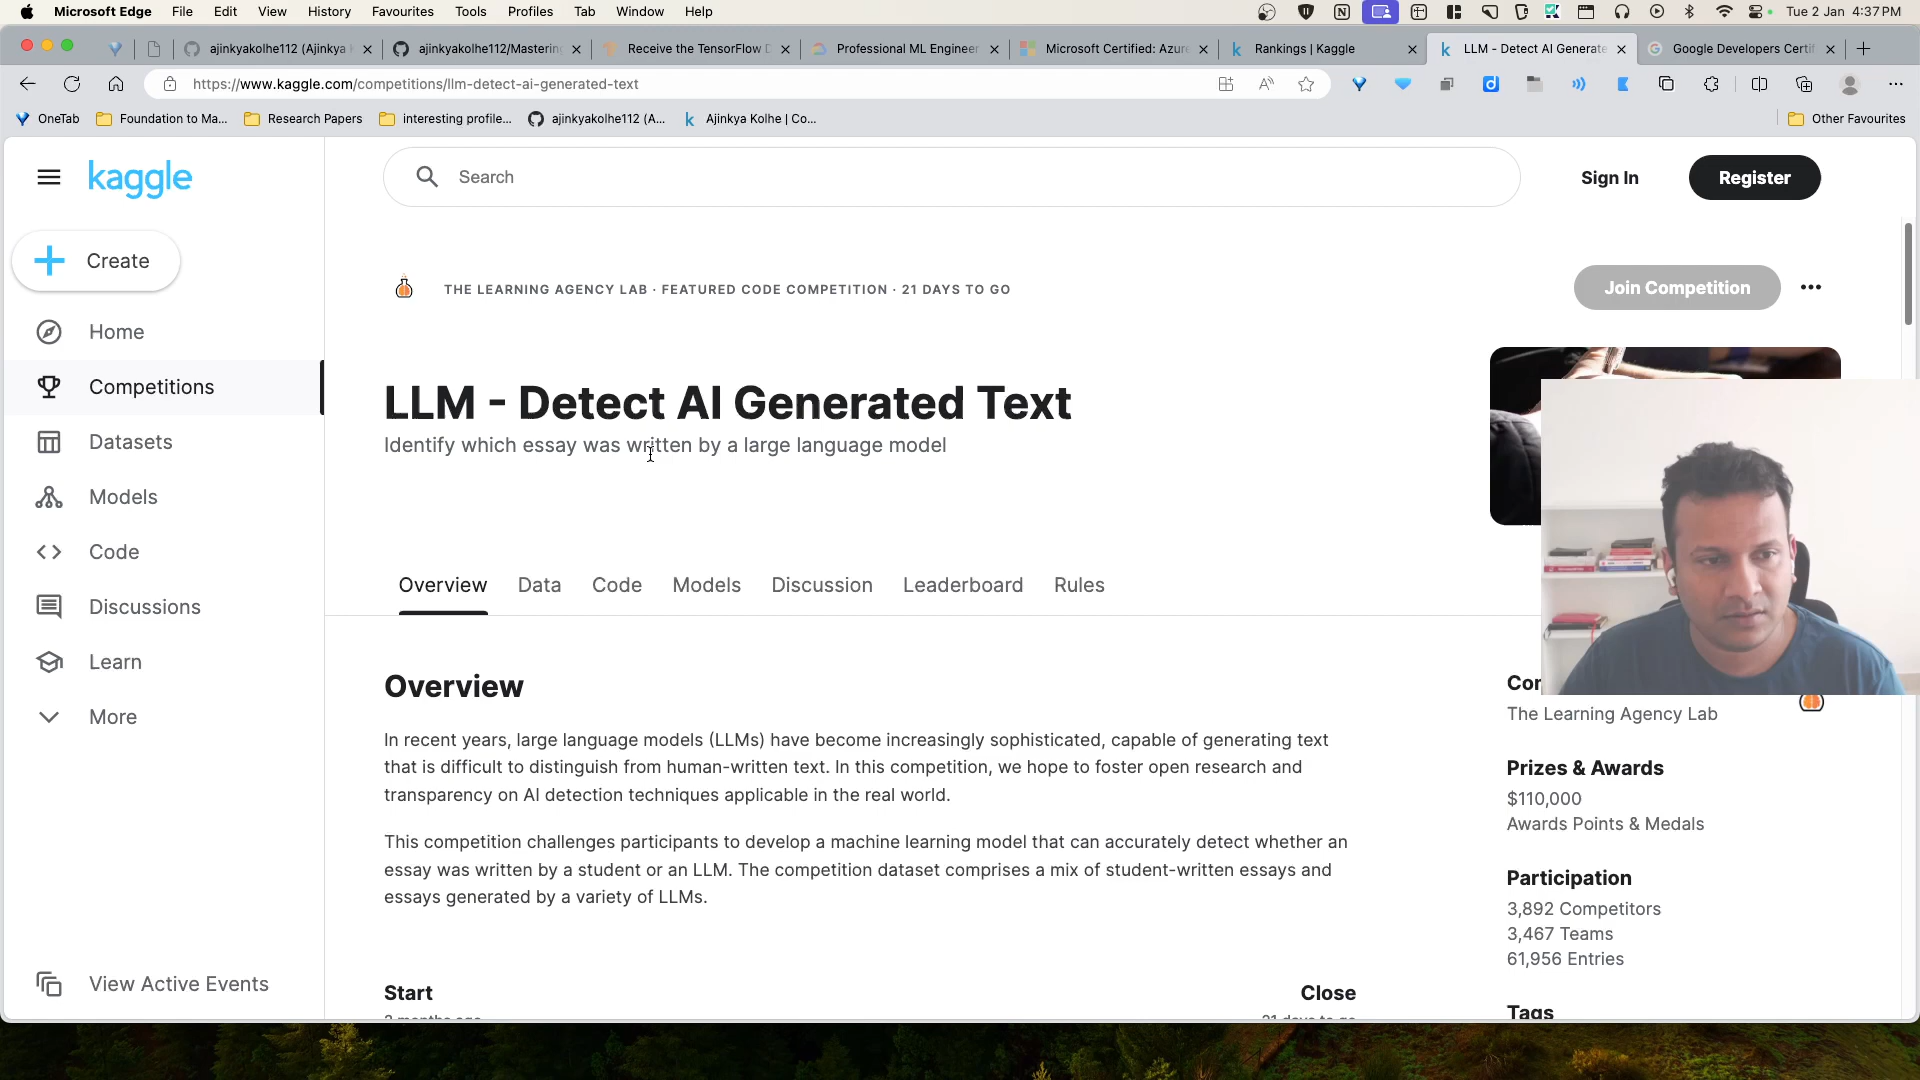 Microsoft Edge File Edit View History Favourites Tools Profiles Tab Window Help Tue 2 Jan 4:37 PM
ajinkyakolhe112 (Ajinkya K ajinkyakolhe112/Mastering Receive the TensorFlow D Professional ML Engineer Microsoft Certified: Azure Rankings | Kaggle LLM - Detect AI Generate Google Developers Certif
https://www.kaggle.com/competitions/llm-detect-ai-generated-text
OneTab Foundation to Ma... Research Papers interesting profile... ajinkyakolhe112 (A... Ajinkya Kolhe | Co... Other Favourites
kaggle
Search
Sign In
Register
Create
Home
Competitions
Datasets
Models
Code
Discussions
Learn
More
View Active Events
THE LEARNING AGENCY LAB · FEATURED CODE COMPETITION · 21 DAYS TO GO
Join Competition
LLM - Detect AI Generated Text
Identify which essay was written by a large language model
Overview Data Code Models Discussion Leaderboard Rules
Overview
In recent years, large language models (LLMs) have become increasingly sophisticated, capable of generating text
that is difficult to distinguish from human-written text. In this competition, we hope to foster open research and
transparency on AI detection techniques applicable in the real world.
This competition challenges participants to develop a machine learning model that can accurately detect whether an
essay was written by a student or an LLM. The competition dataset comprises a mix of student-written essays and
essays generated by a variety of LLMs.
Start Close
The Learning Agency Lab
Prizes & Awards
$110,000
Awards Points & Medals
Participation
3,892 Competitors
3,467 Teams
61,956 Entries
Tags